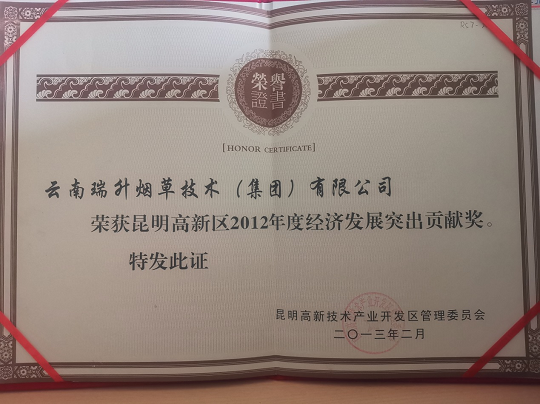 榮譽
證書
[HONOR CERTIFICATE]
云南瑞升烟草技术（集团）有限公司
荣获昆明高新区2012年度经济发展突出贡献奖。
特发此证
昆明高新技术产业开发区管理委员会
二〇一三年二月